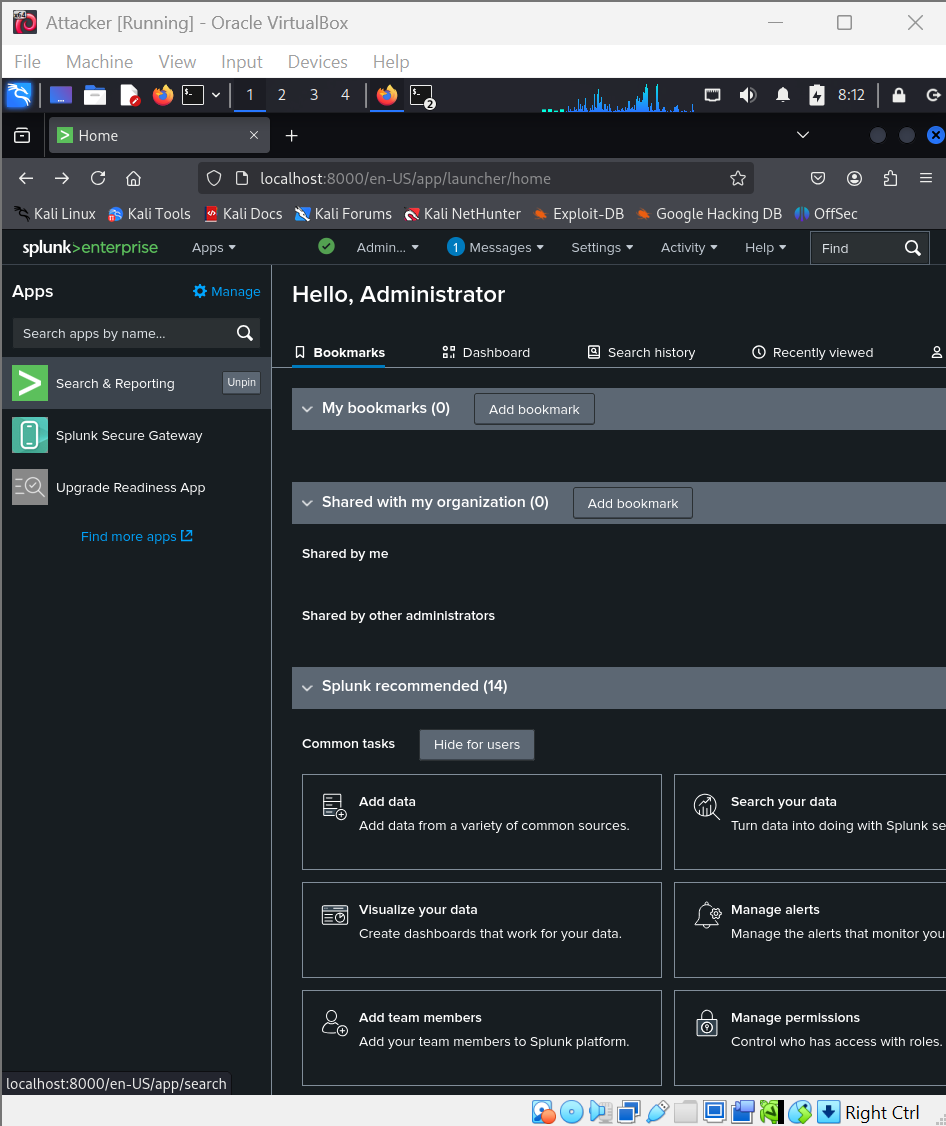 Attacker [Running] - Oracle VirtualBox
File Machine View Input Devices Help
1 2 3 4 2 8:12
Home
localhost:8000/en-US/app/launcher/home
Kali Linux Kali Tools Kali Docs Kali Forums Kali NetHunter Exploit-DB Google Hacking DB OffSec
splunk>enterprise Apps Admin... 1 Messages Settings Activity Help Find
Apps Manage
Search apps by name...
Search & Reporting Unpin
Splunk Secure Gateway
Upgrade Readiness App
Find more apps
Hello, Administrator
Bookmarks Dashboard Search history Recently viewed
My bookmarks (0) Add bookmark
Shared with my organization (0) Add bookmark
Shared by me
Shared by other administrators
Splunk recommended (14)
Common tasks Hide for users
Add data
Add data from a variety of common sources.
Search your data
Turn data into doing with Splunk se
Visualize your data
Create dashboards that work for your data.
Manage alerts
Manage the alerts that monitor you
Add team members
Add your team members to Splunk platform.
Manage permissions
Control who has access with roles.
localhost:8000/en-US/app/search
Right Ctrl